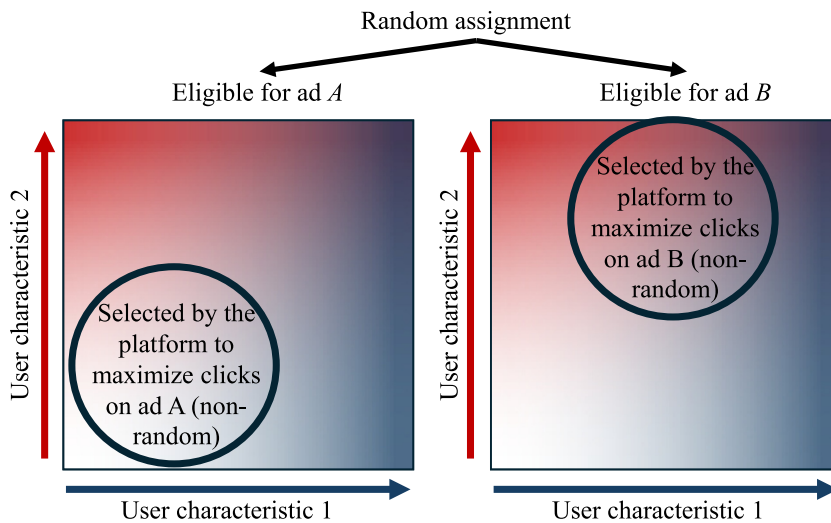 Random assignment
Eligible for ad A
Eligible for ad B
User characteristic 2
Selected by the
platform to
maximize clicks
on ad A (non-
random)
User characteristic 1
User characteristic 2
Selected by the
platform to
maximize clicks
on ad B (non-
random)
User characteristic 1